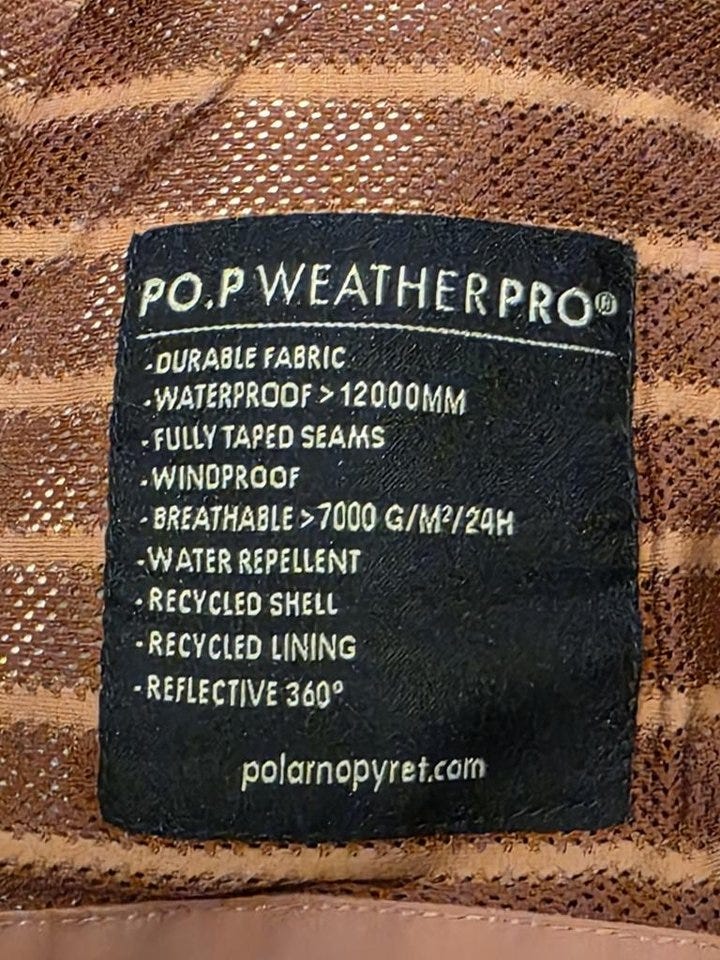 PO.P WEATHERPRO®
-DURABLE FABRIC
-WATERPROOF > 12000MM
-FULLY TAPED SEAMS
-WINDPROOF
-BREATHABLE > 7000 G/M²/24H
-WATER REPELLENT
-RECYCLED SHELL
-RECYCLED LINING
-REFLECTIVE 360°
polarnopyret.com